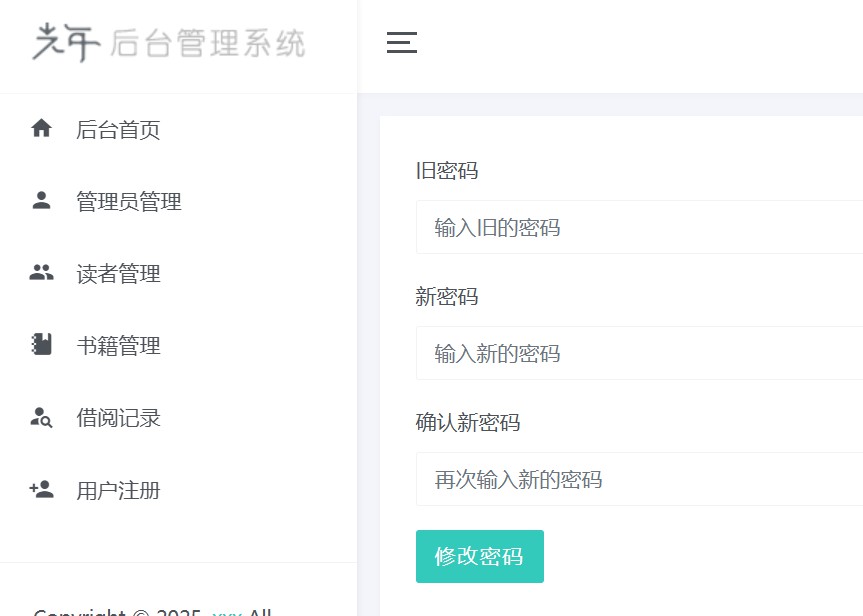 光年 后台管理系统
后台首页
管理员管理
读者管理
书籍管理
借阅记录
用户注册
Copyright © 2025. xxx All
旧密码
输入旧的密码
新密码
输入新的密码
确认新密码
再次输入新的密码
修改密码